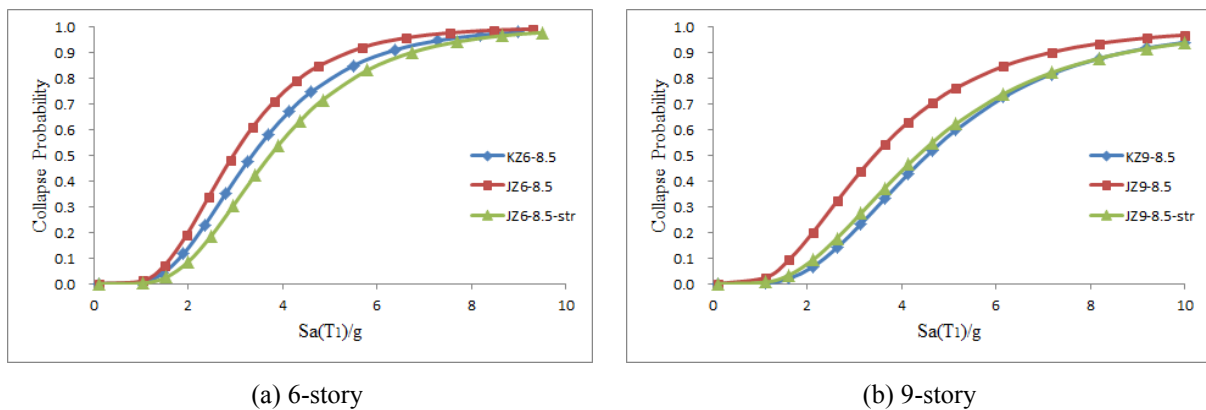 1.0
0.9
0.8
0.7
0.6
0.5
0.4
0.3
0.2
0.1
0.0
Collapse Probability
0 2 4 6 8 10
Sa(T1)/g
KZ6-8.5
JZ6-8.5
JZ6-8.5-str
(a) 6-story
1.0
0.9
0.8
0.7
0.6
0.5
0.4
0.3
0.2
0.1
0.0
Collapse Probability
0 2 4 6 8 10
Sa(T1)/g
KZ9-8.5
JZ9-8.5
JZ9-8.5-str
(b) 9-story